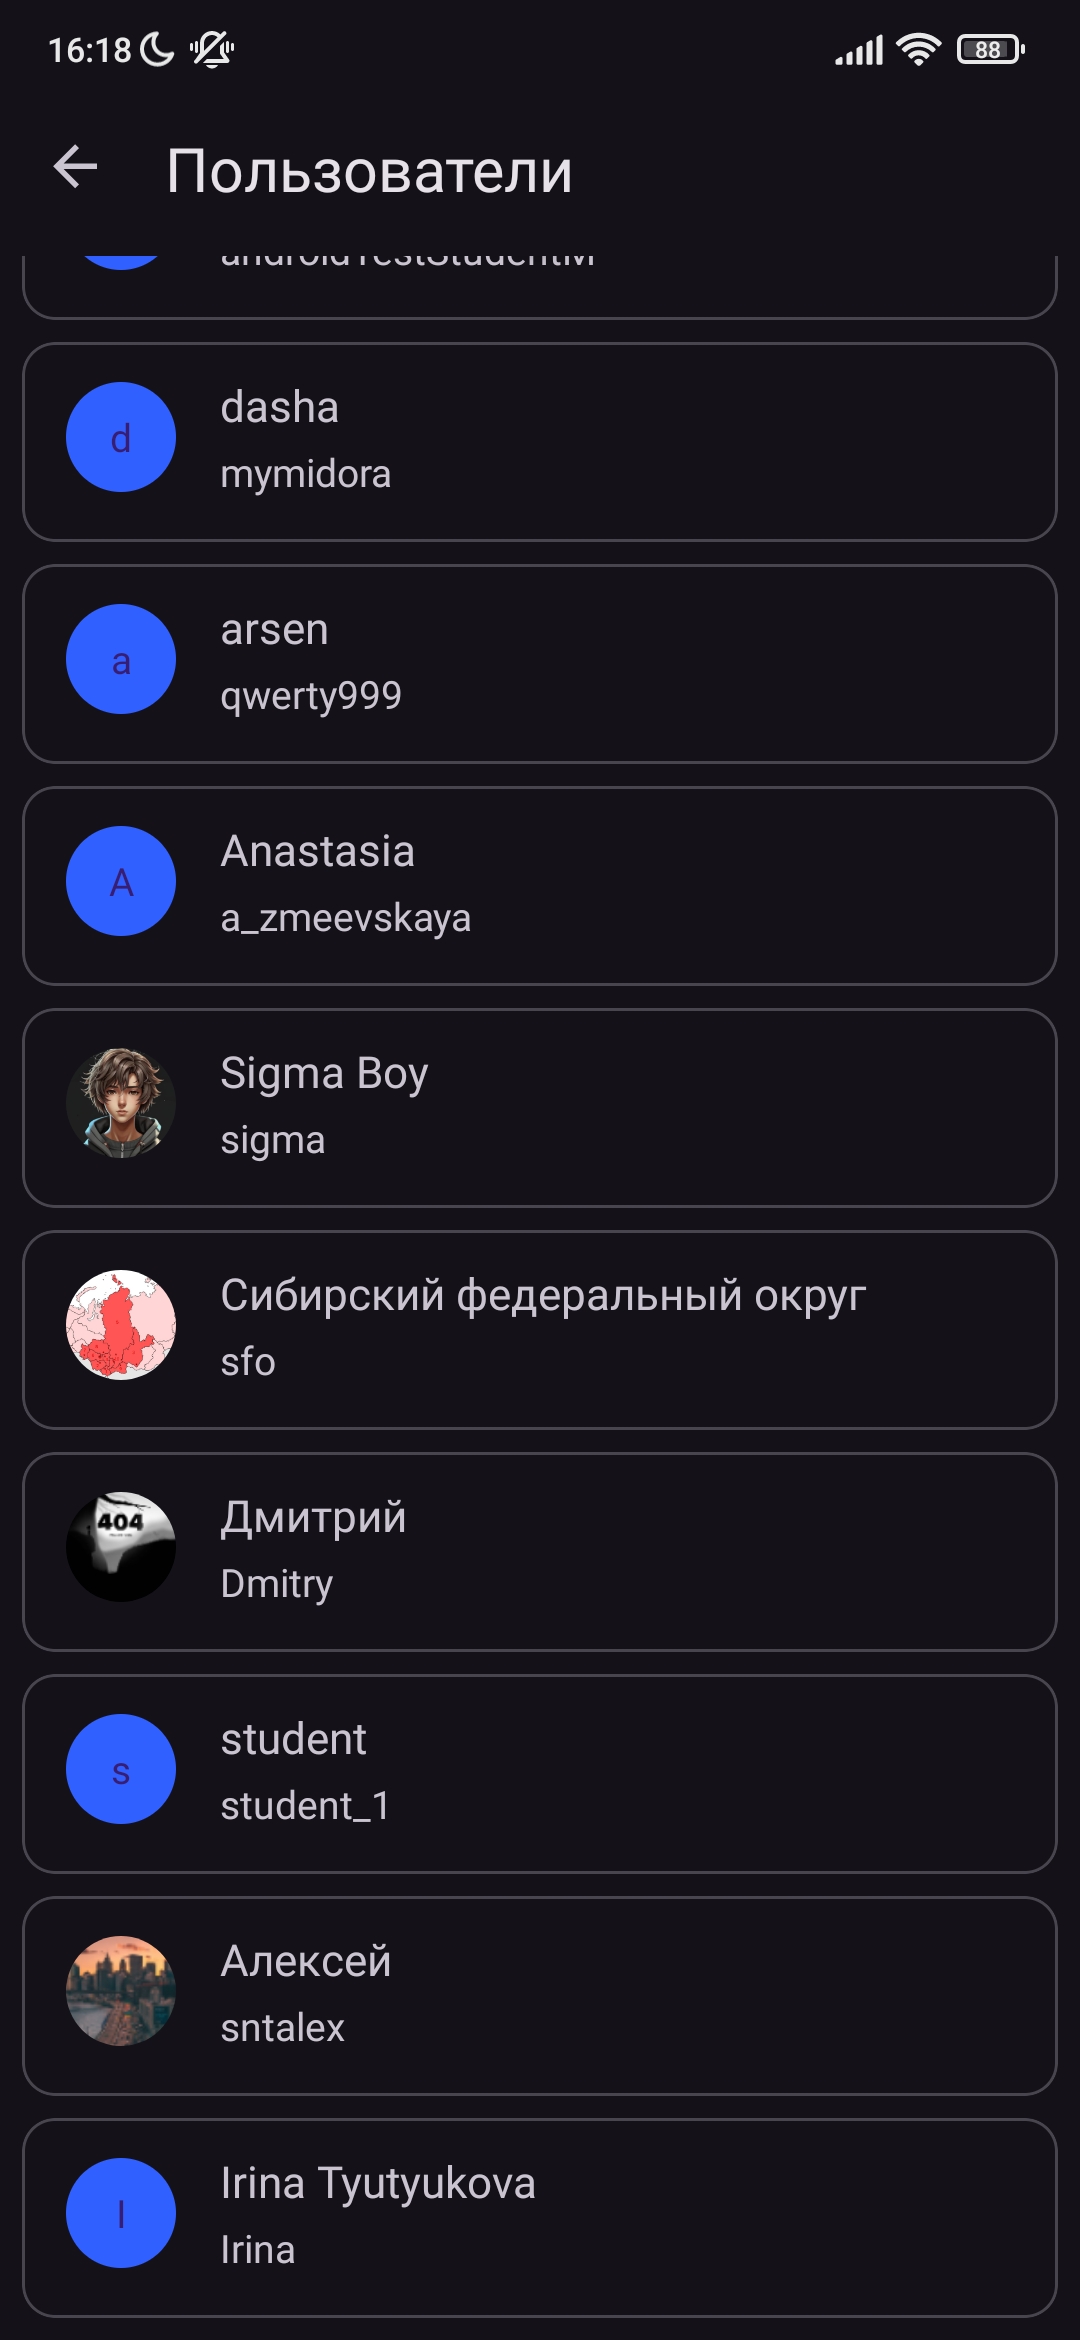 16:18
88
Пользователи
androidTestStudentM
d
dasha
mymidora
a
arsen
qwerty999
A
Anastasia
a_zmeevskaya
Sigma Boy
sigma
Сибирский федеральный округ
sfo
404
Дмитрий
Dmitry
s
student
student_1
Алексей
sntalex
I
Irina Tyutyukova
Irina